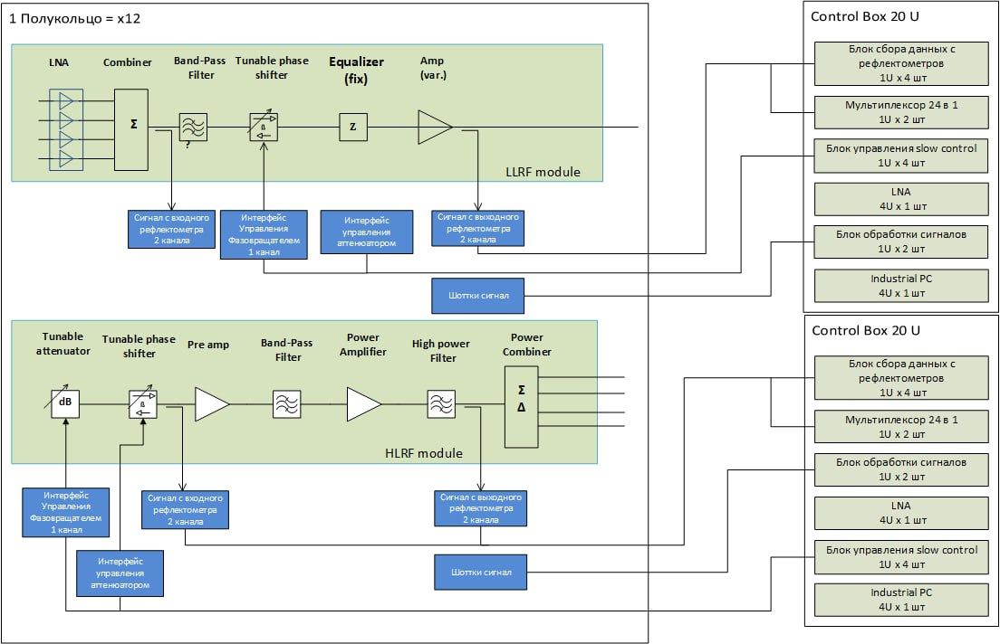 1 Полукольцо = x12
LNA
Combiner
Band-Pass
Filter
Tunable phase
shifter
Equalizer
(fix)
Amp
(var.)
Σ
?
ß
Z
LLRF module
Сигнал с входного
рефлектометра
2 канала
Интерфейс
Управления
Фазовращателем
1 канал
Интерфейс
управления
аттенюатором
Сигнал с выходного
рефлектометра
2 канала
Шоттки сигнал
Tunable
attenuator
Tunable phase
shifter
Pre amp
Band-Pass
Filter
Power
Amplifier
High power
Filter
Power
Combiner
dB
ß
Σ
Δ
HLRF module
Интерфейс
Управления
Фазовращателем
1 канал
Сигнал с входного
рефлектометра
2 канала
Сигнал с выходного
рефлектометра
2 канала
Интерфейс
управления
аттенюатором
Шоттки сигнал
Control Box 20 U
Блок сбора данных с
рефлектометров
1U x 4 шт
Мультиплексор 24 в 1
1U x 2 шт
Блок управления slow control
1U x 4 шт
LNA
4U x 1 шт
Блок обработки сигналов
1U x 2 шт
Industrial PC
4U x 1 шт
Control Box 20 U
Блок сбора данных с
рефлектометров
1U x 4 шт
Мультиплексор 24 в 1
1U x 2 шт
Блок обработки сигналов
1U x 2 шт
LNA
4U x 1 шт
Блок управления slow control
1U x 4 шт
Industrial PC
4U x 1 шт